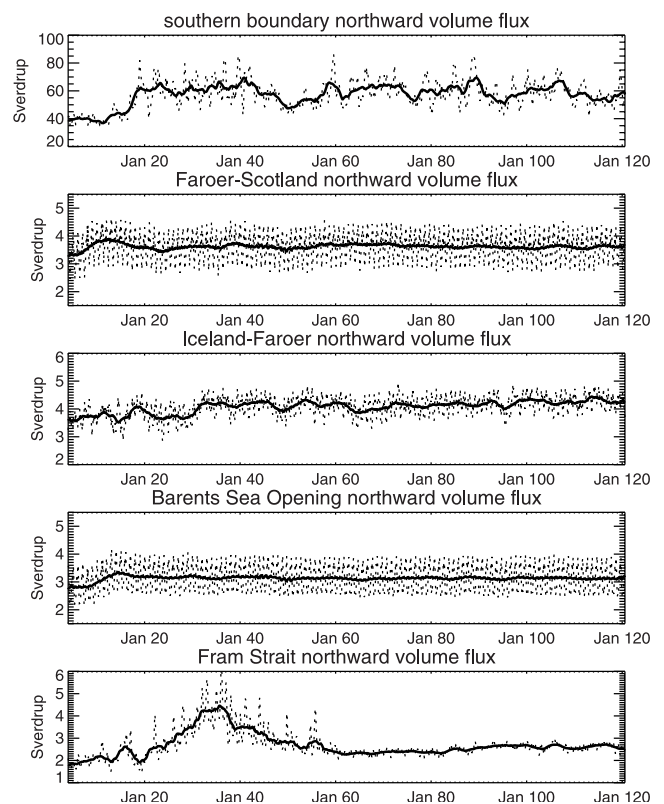 southern boundary northward volume flux
100
80
60
40
20
Sverdrup
Jan 20 Jan 40 Jan 60 Jan 80 Jan 100 Jan 120
Faroer-Scotland northward volume flux
5
4
3
2
Sverdrup
Jan 20 Jan 40 Jan 60 Jan 80 Jan 100 Jan 120
Iceland-Faroer northward volume flux
6
5
4
3
2
Sverdrup
Jan 20 Jan 40 Jan 60 Jan 80 Jan 100 Jan 120
Barents Sea Opening northward volume flux
5
4
3
2
Sverdrup
Jan 20 Jan 40 Jan 60 Jan 80 Jan 100 Jan 120
Fram Strait northward volume flux
6
5
4
3
2
1
Sverdrup
Jan 20 Jan 40 Jan 60 Jan 80 Jan 100 Jan 120